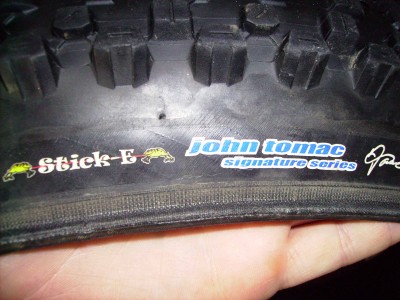 Stick-E
john tomac
signature series